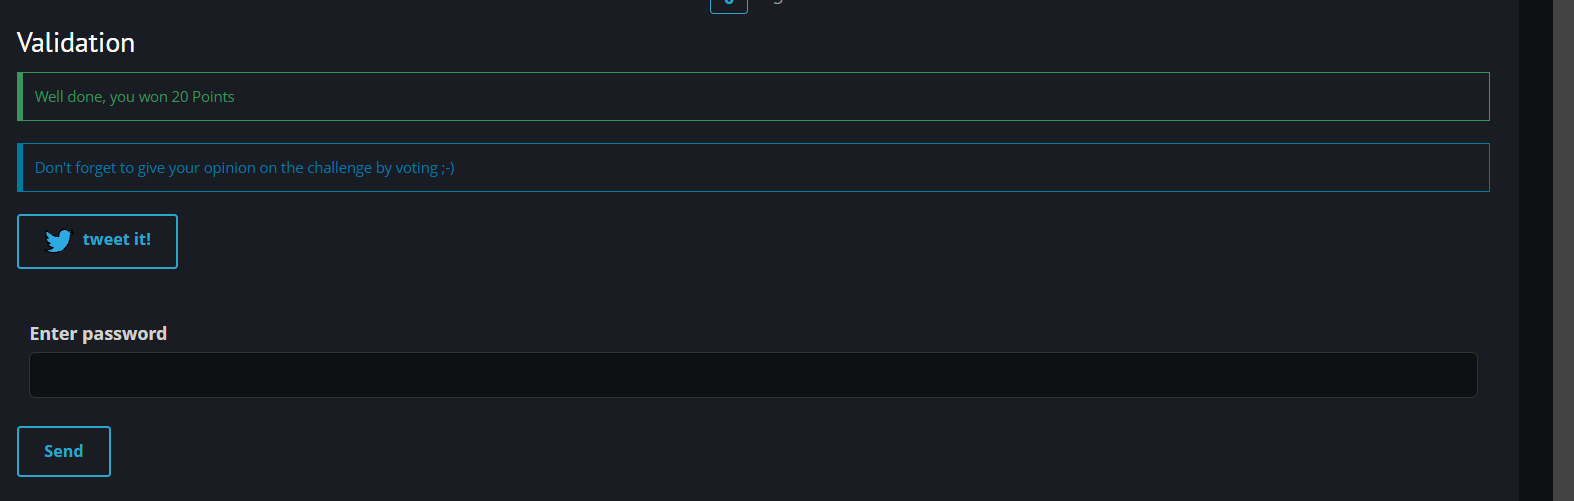 Validation
Well done, you won 20 Points
Don't forget to give your opinion on the challenge by voting ;-)
tweet it!
Enter password
Send